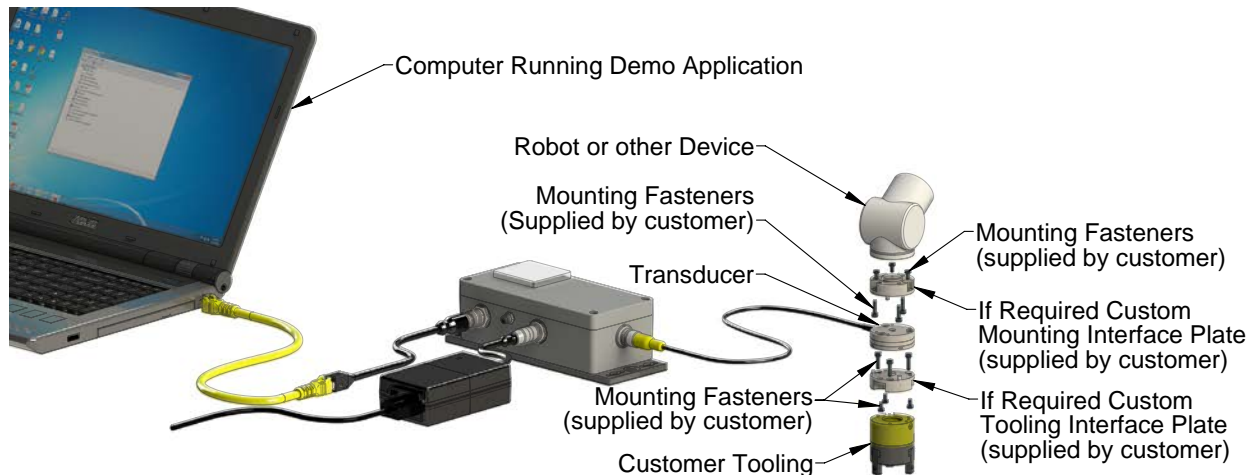 Computer Running Demo Application
Robot or other Device
Mounting Fasteners
(Supplied by customer)
Transducer
Mounting Fasteners
(supplied by customer)
If Required Custom
Mounting Interface Plate
(supplied by customer)
Mounting Fasteners
(supplied by customer)
If Required Custom
Tooling Interface Plate
(supplied by customer)
Customer Tooling
ASUS